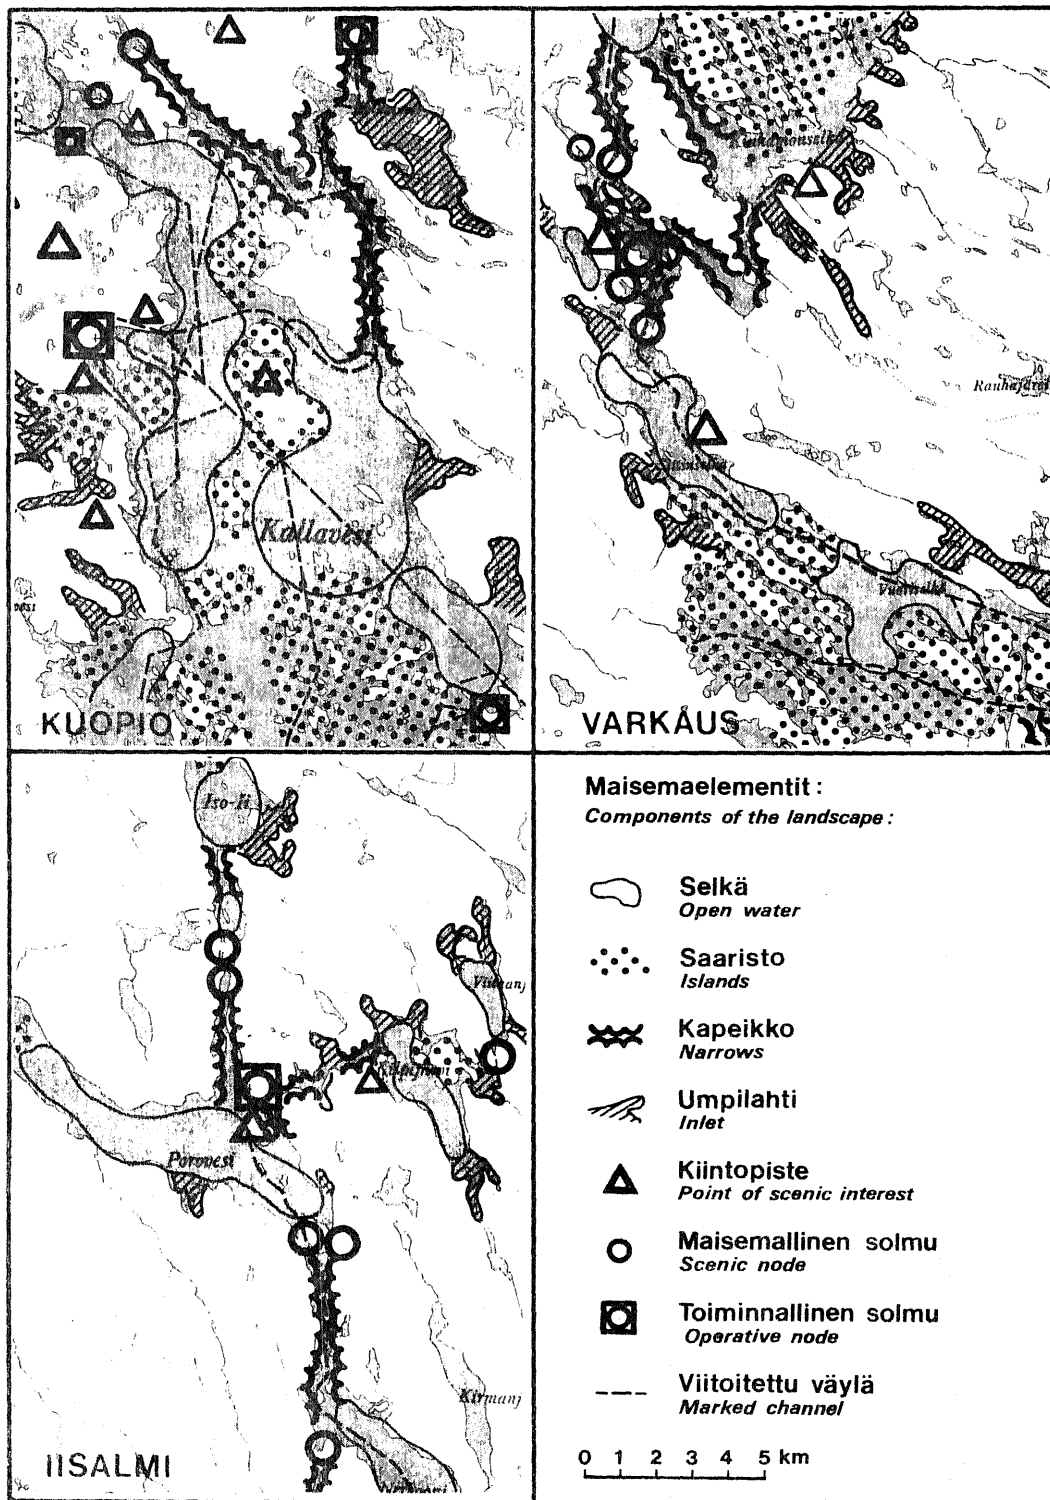 Kallavesi
KUOPIO
Rauhajärvi
VARKAUS
Iso-Ii
Porovesi
Kirmanj
IISALMI
Maisemaelementit :
Components of the landscape :
Selkä
Open water
Saaristo
Islands
Kapeikko
Narrows
Umpilahti
Inlet
Kiintopiste
Point of scenic interest
Maisemallinen solmu
Scenic node
Toiminnallinen solmu
Operative node
Viitoitettu väylä
Marked channel
0 1 2 3 4 5 km